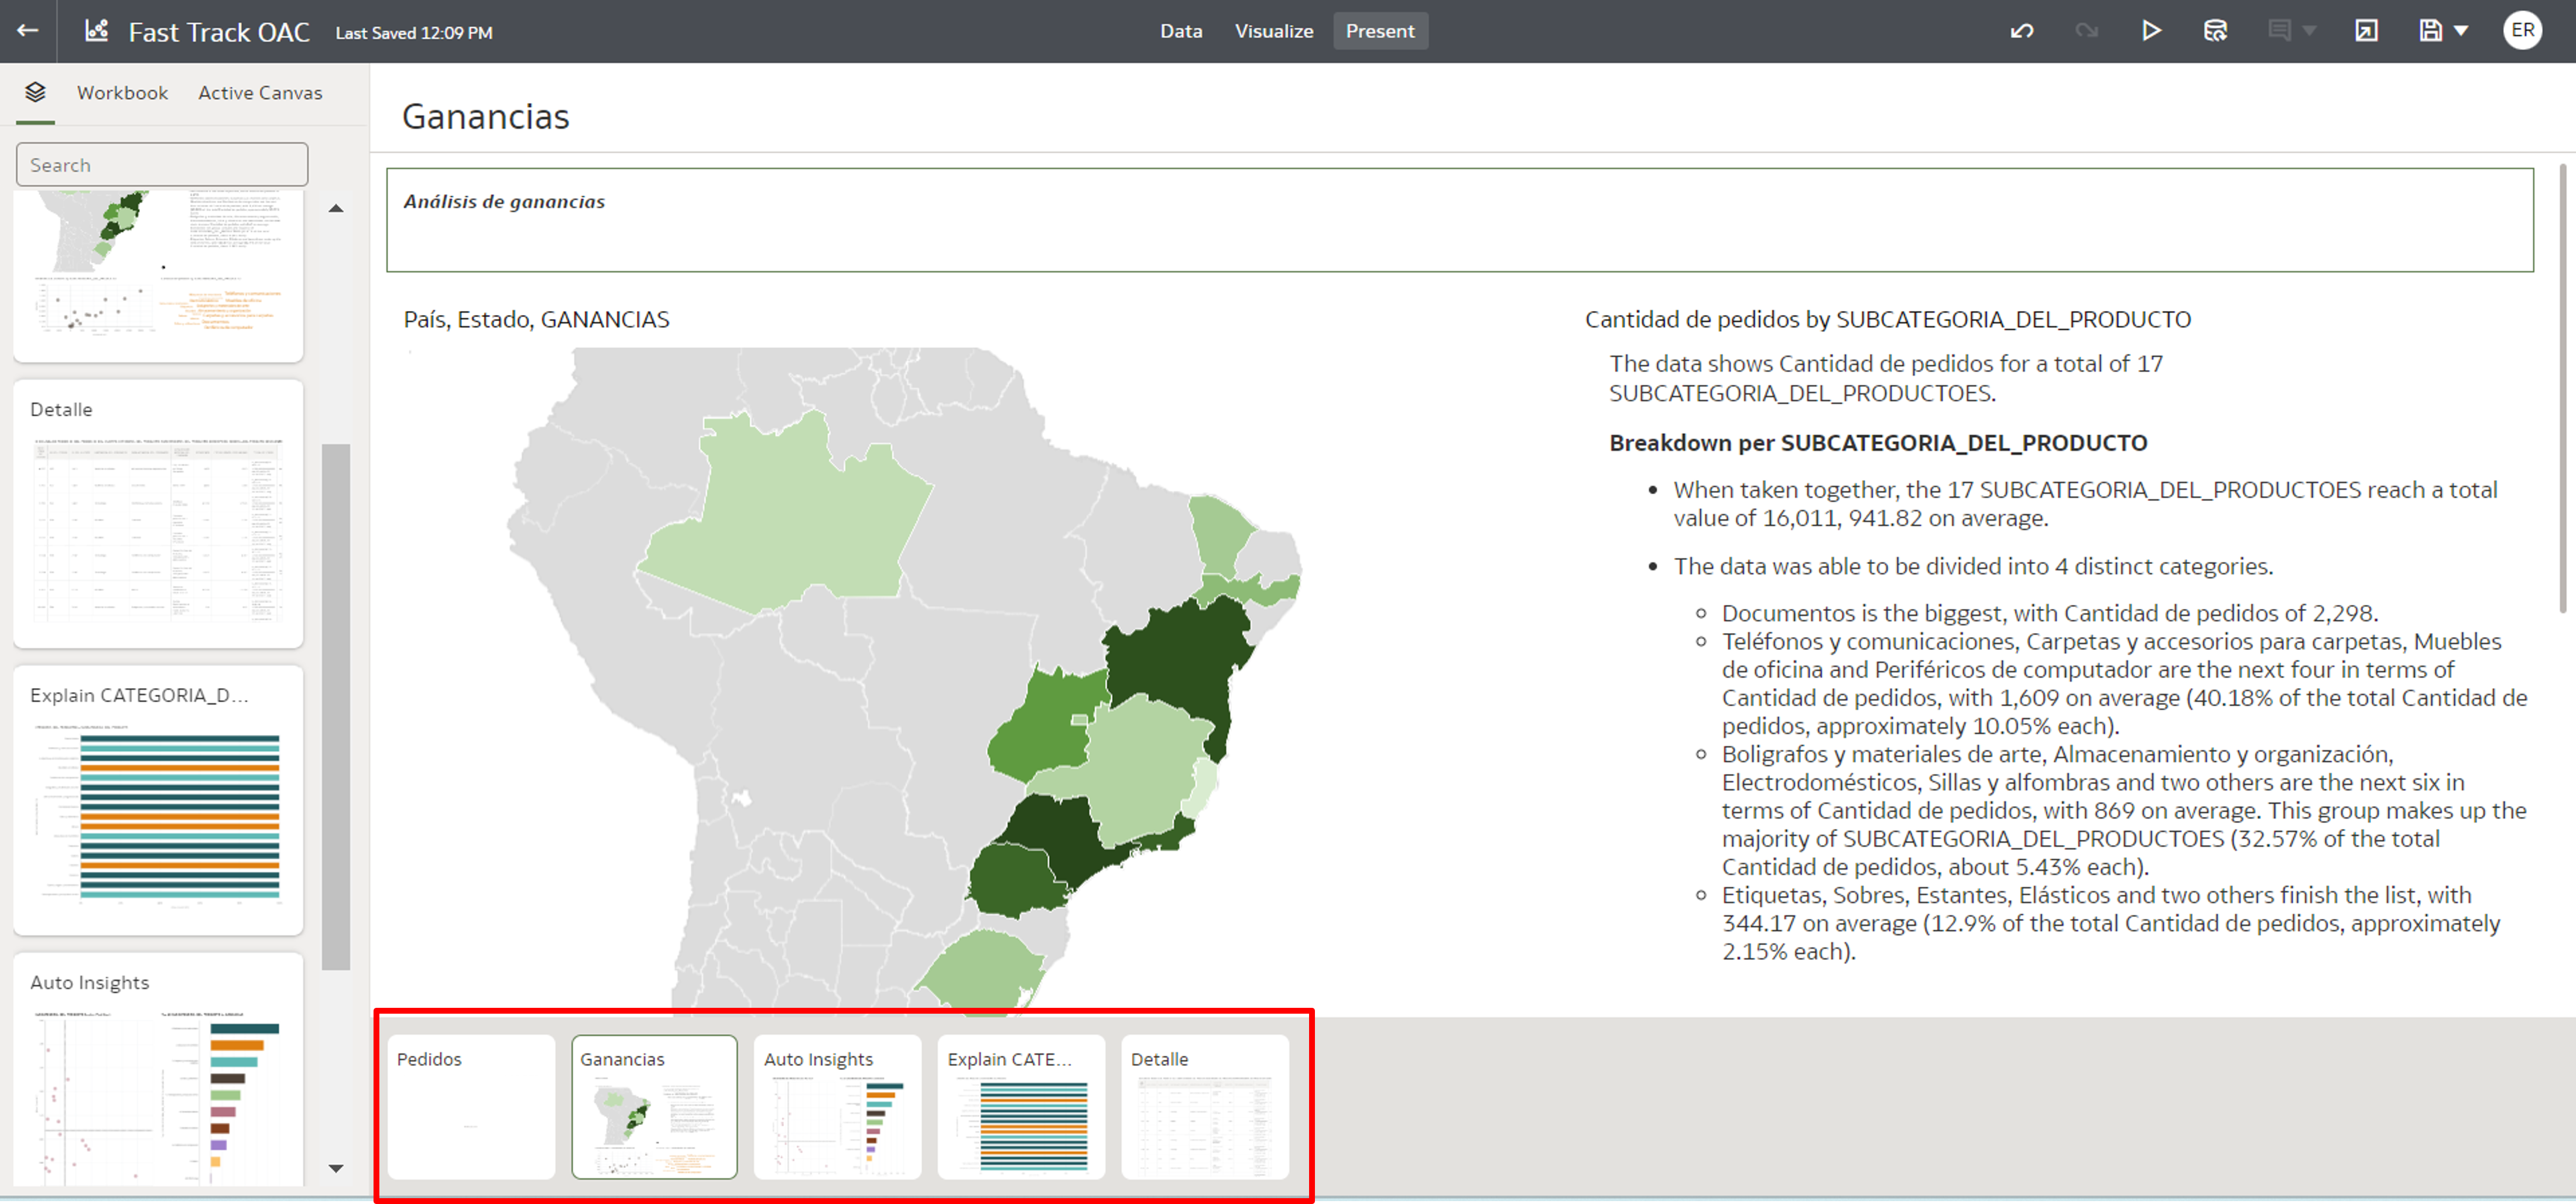 Fast Track OAC
Last Saved 12:09 PM
Data
Visualize
Present
ER
Workbook
Active Canvas
Search
Detalle
Explain CATEGORIA_D...
Auto Insights
Ganancias
Análisis de ganancias
País, Estado, GANANCIAS
Cantidad de pedidos by SUBCATEGORIA_DEL_PRODUCTO
The data shows Cantidad de pedidos for a total of 17
SUBCATEGORIA_DEL_PRODUCTOES.
Breakdown per SUBCATEGORIA_DEL_PRODUCTO
• When taken together, the 17 SUBCATEGORIA_DEL_PRODUCTOES reach a total
value of 16,011, 941.82 on average.
• The data was able to be divided into 4 distinct categories.
○ Documentos is the biggest, with Cantidad de pedidos of 2,298.
○ Teléfonos y comunicaciones, Carpetas y accesorios para carpetas, Muebles
de oficina and Periféricos de computador are the next four in terms of
Cantidad de pedidos, with 1,609 on average (40.18% of the total Cantidad de
pedidos, approximately 10.05% each).
○ Boligrafos y materiales de arte, Almacenamiento y organización,
Electrodomésticos, Sillas y alfombras and two others are the next six in
terms of Cantidad de pedidos, with 869 on average. This group makes up the
majority of SUBCATEGORIA_DEL_PRODUCTOES (32.57% of the total
Cantidad de pedidos, about 5.43% each).
○ Etiquetas, Sobres, Estantes, Elásticos and two others finish the list, with
344.17 on average (12.9% of the total Cantidad de pedidos, approximately
2.15% each).
Pedidos
Ganancias
Auto Insights
Explain CATE...
Detalle